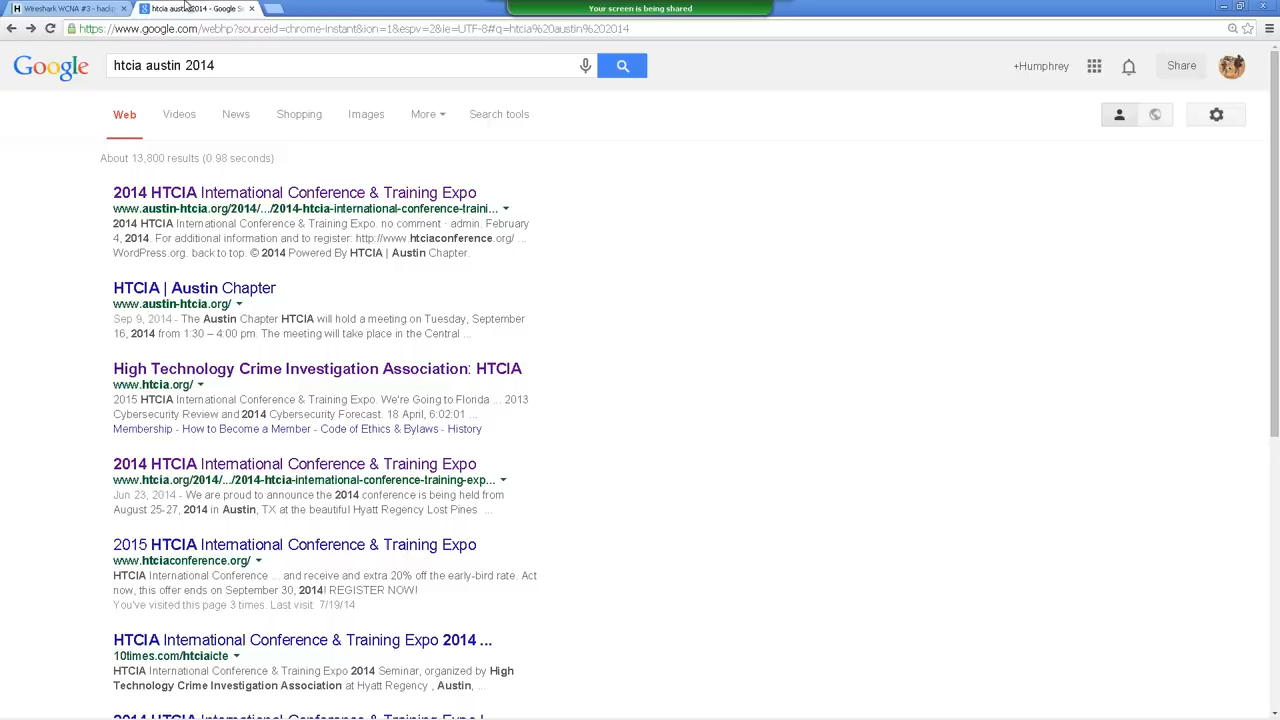 Wireshark WCNA #3 - hackp
htcia austin 2014 - Google S
Your screen is being shared
https://www.google.com/webhp?sourceid=chrome-instant&ion=1&espv=2&ie=UTF-8#q=htcia%20austin%202014
Google
htcia austin 2014
+Humphrey
Share
Web Videos News Shopping Images More Search tools
About 13,800 results (0.98 seconds)
2014 HTCIA International Conference & Training Expo
www.austin-htcia.org/2014/.../2014-htcia-international-conference-traini...
2014 HTCIA International Conference & Training Expo. no comment · admin. February
4, 2014. For additional information and to register: http://www.htciaconference.org/ ...
WordPress.org. back to top. © 2014 Powered By HTCIA | Austin Chapter.
HTCIA | Austin Chapter
www.austin-htcia.org/
Sep 9, 2014 - The Austin Chapter HTCIA will hold a meeting on Tuesday, September
16, 2014 from 1:30 – 4:00 pm. The meeting will take place in the Central ...
High Technology Crime Investigation Association: HTCIA
www.htcia.org/
2015 HTCIA International Conference & Training Expo. We're Going to Florida ... 2013
Cybersecurity Review and 2014 Cybersecurity Forecast. 18 April, 6:02:01 ...
Membership - How to Become a Member - Code of Ethics & Bylaws - History
2014 HTCIA International Conference & Training Expo
www.htcia.org/2014/.../2014-htcia-international-conference-training-exp...
Jun 23, 2014 - We are proud to announce the 2014 conference is being held from
August 25-27, 2014 in Austin, TX at the beautiful Hyatt Regency Lost Pines ...
2015 HTCIA International Conference & Training Expo
www.htciaconference.org/
HTCIA International Conference ... and receive and extra 20% off the early-bird rate. Act
now, this offer ends on September 30, 2014! REGISTER NOW!
You've visited this page 3 times. Last visit: 7/19/14
HTCIA International Conference & Training Expo 2014 ...
10times.com/htciaicte
HTCIA International Conference & Training Expo 2014 Seminar, organized by High
Technology Crime Investigation Association at Hyatt Regency , Austin, ...
2014 HTCIA International Conference & Training Expo |